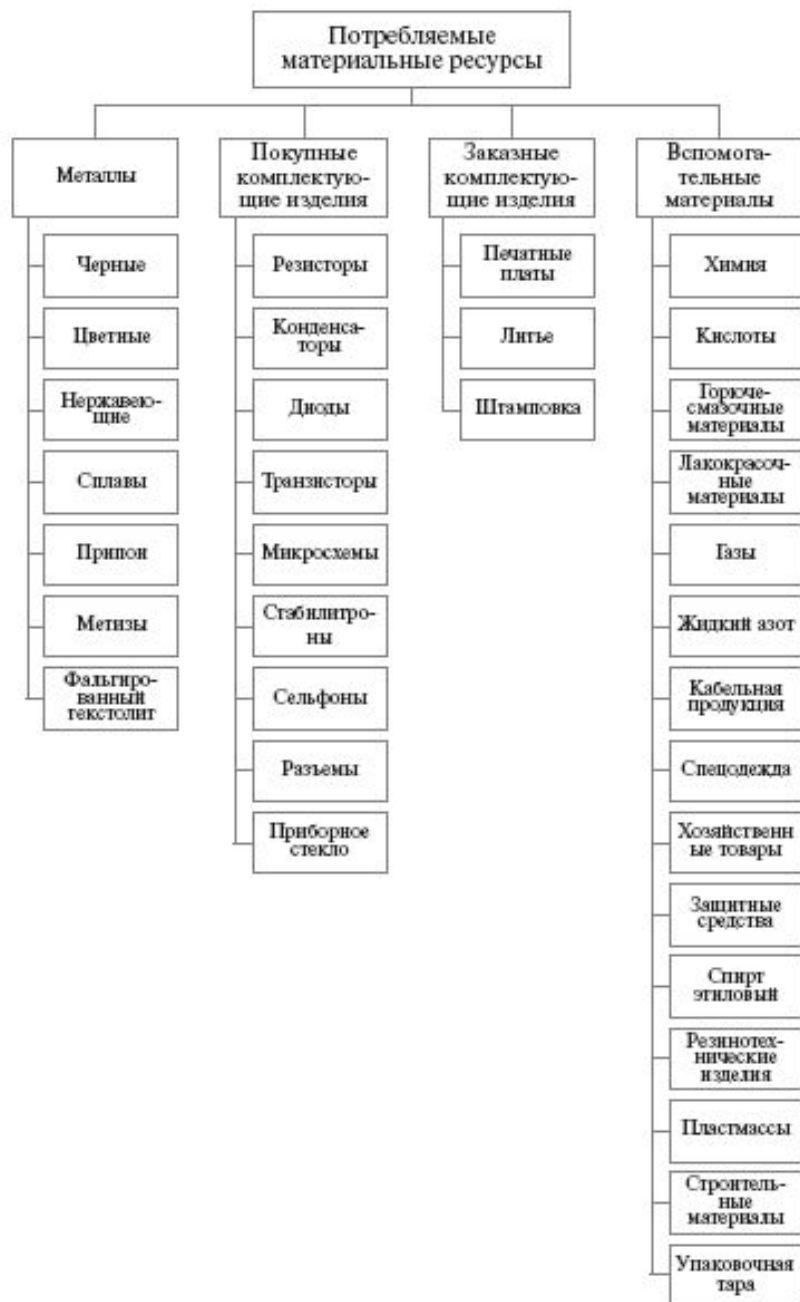 Потребляемые
материальные ресурсы
Металлы
Черные
Цветные
Нержавею-
щие
Сплавы
Припои
Метизы
Фальгиро-
ванный
текстолит
Покупные
комплектую-
щие изделия
Резисторы
Конденса-
торы
Диоды
Транзисторы
Микросхемы
Стабилитро-
ны
Сельфоны
Разъемы
Приборное
стекло
Заказные
комплектую-
щие изделия
Печатные
платы
Литье
Штамповка
Вспомога-
тельные
материалы
Химия
Кислоты
Горюче-
смазочные
материалы
Лакокрасоч-
ные
материалы
Газы
Жидкий азот
Кабельная
продукция
Спецодежда
Хозяйственн
ые товары
Защитные
средства
Спирт
этиловый
Резинотех-
нические
изделия
Пластмассы
Строитель-
ные
материалы
Упаковочная
тара